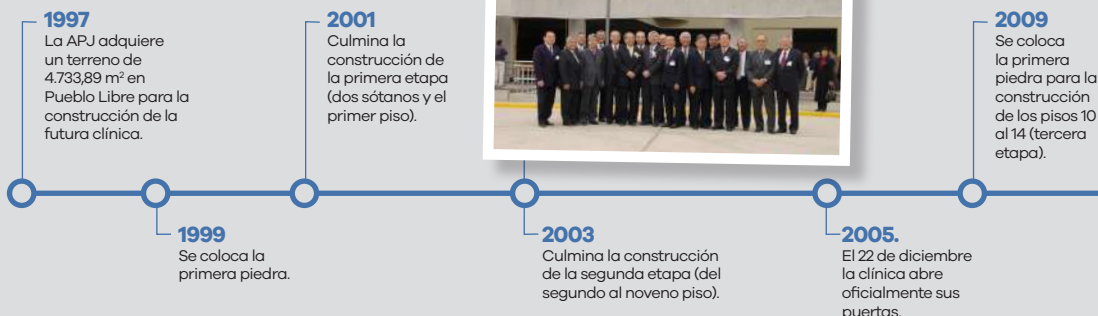 1997
La APJ adquiere
un terreno de
4.733,89 m² en
Pueblo Libre para la
construcción de la
futura clínica.
1999
Se coloca la
primera piedra.
2001
Culmina la
construcción de
la primera etapa
(dos sótanos y el
primer piso).
2003
Culmina la construcción
de la segunda etapa (del
segundo al noveno piso).
2005.
El 22 de diciembre
la clínica abre
oficialmente sus
puertas.
2009
Se coloca
la primera
piedra para la
construcción
de los pisos 10
al 14 (tercera
etapa).